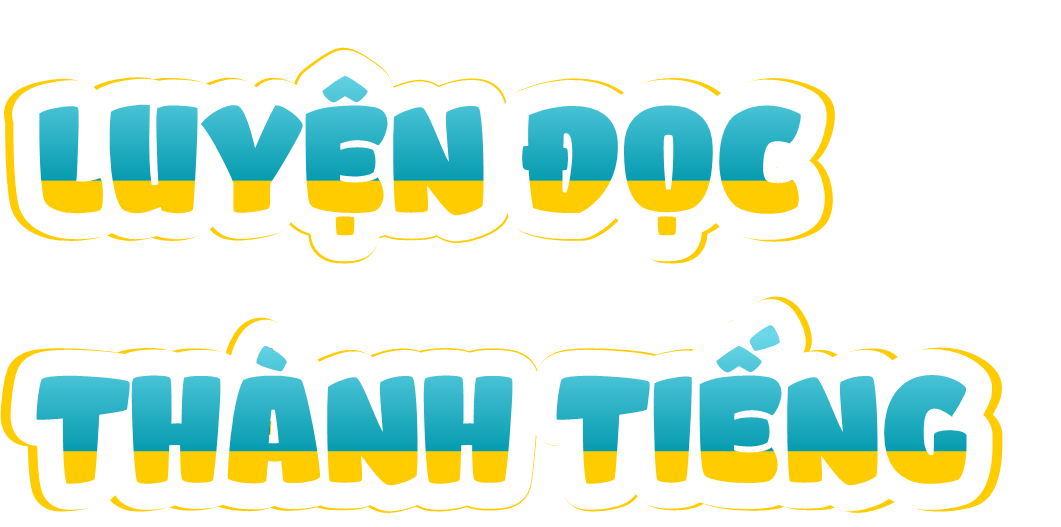 LUYỆN ĐỌC
THÀNH TIẾNG